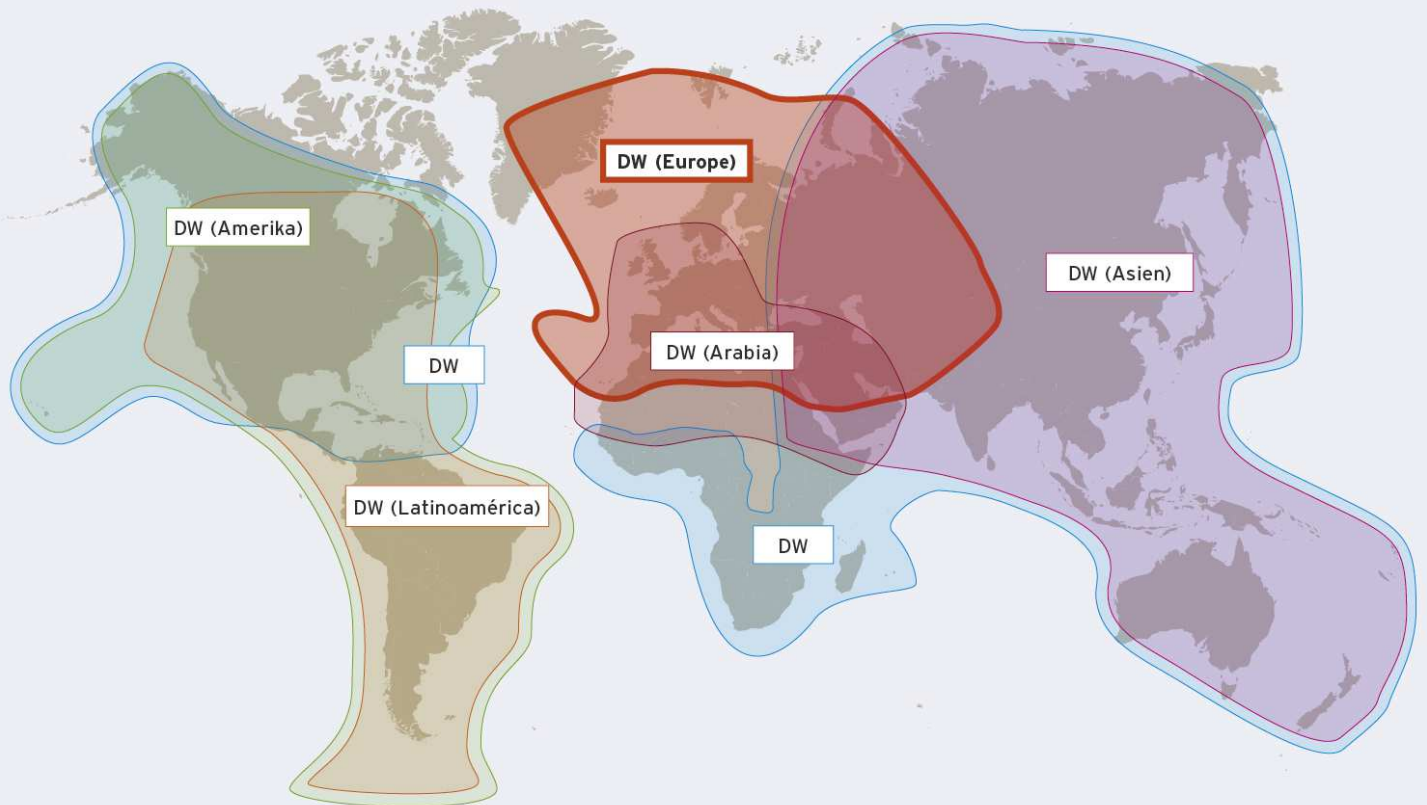 DW (Europe)
DW (Amerika)
DW (Asien)
DW (Arabia)
DW
DW (Latinoamérica)
DW